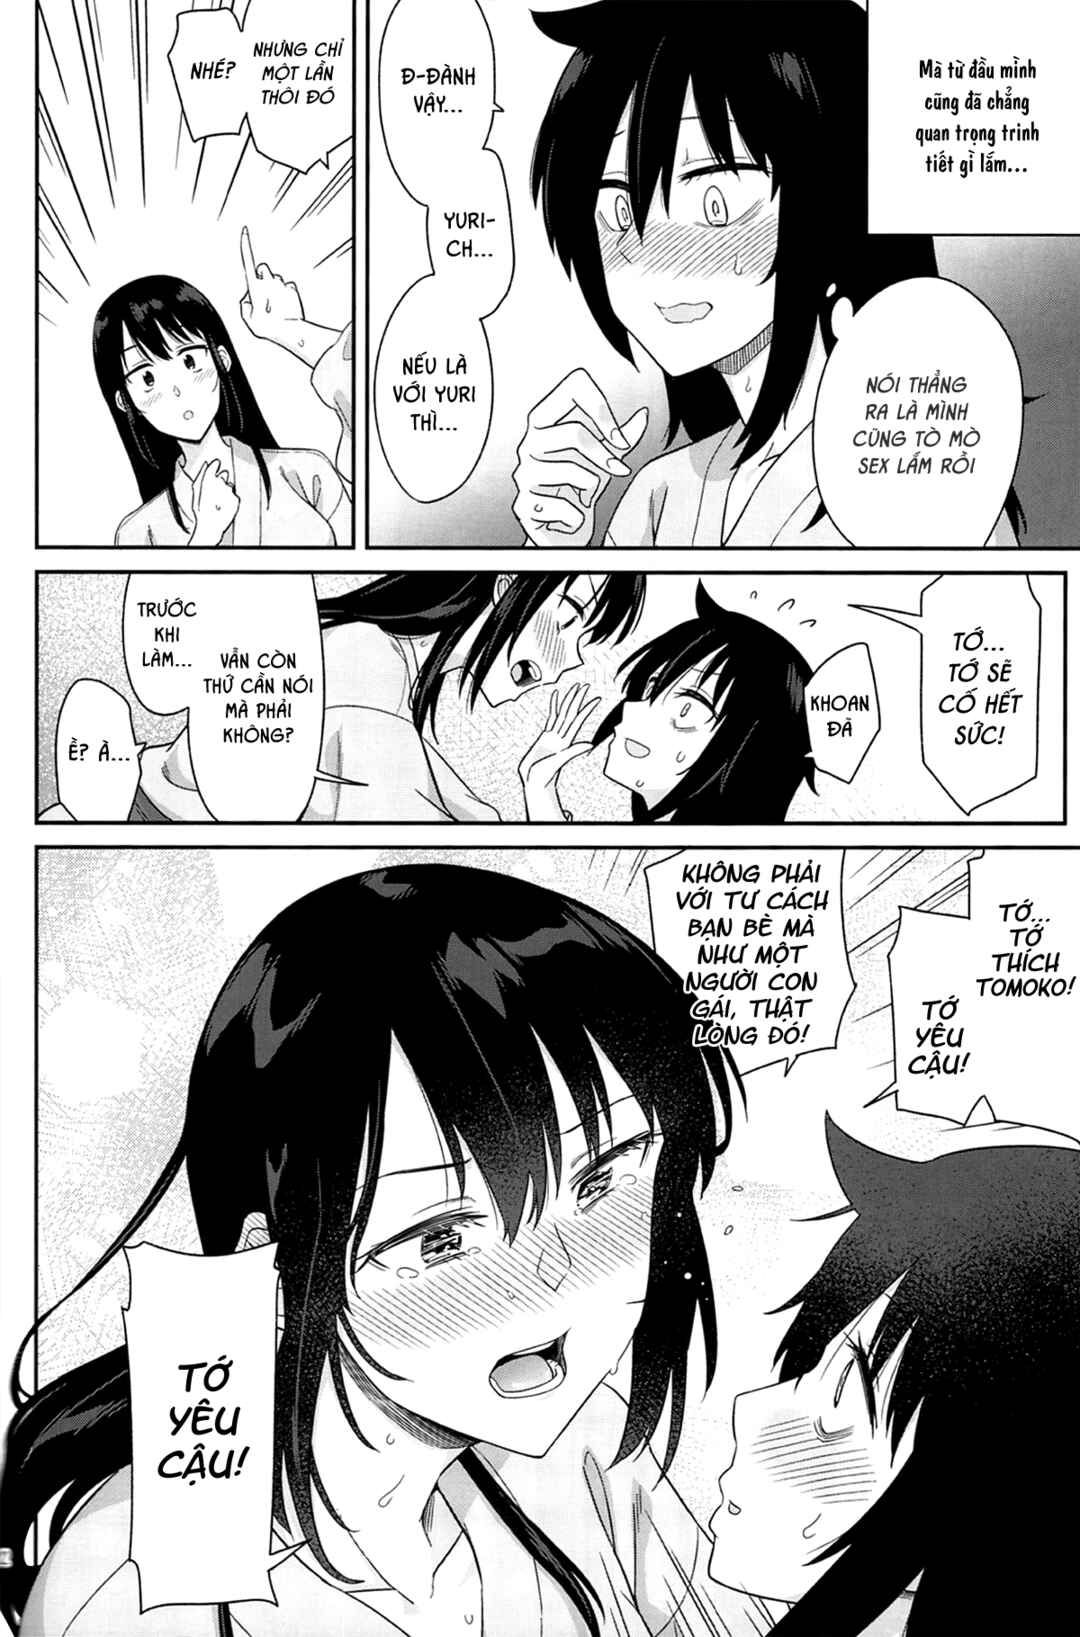 Mà từ đầu mình
cũng đã chẳng
quan trọng trinh
tiết gì lắm...
NÓI THẲNG
RA LÀ MÌNH
CŨNG TÒ MÒ
SEX LẮM RỒI
Đ-ĐÀNH
VẬY...
YURI-
CH...
NẾU LÀ
VỚI YURI
THÌ...
NHƯNG CHỈ
MỘT LẦN
THÔI ĐÓ
NHÉ?
TỚ...
TỚ SẼ
CỐ HẾT
SỨC!
KHOAN
ĐÃ
TRƯỚC
KHI
LÀM...
VẪN CÒN
THỨ CẦN NÓI
MÀ PHẢI
KHÔNG?
Ề? À...
TỚ...
TỚ
THÍCH
TOMOKO!
TỚ
YÊU
CẬU!
KHÔNG PHẢI
VỚI TƯ CÁCH
BẠN BÈ MÀ
NHƯ MỘT
NGƯỜI CON
GÁI, THẬT
LÒNG ĐÓ!
TỚ
YÊU
CẬU!